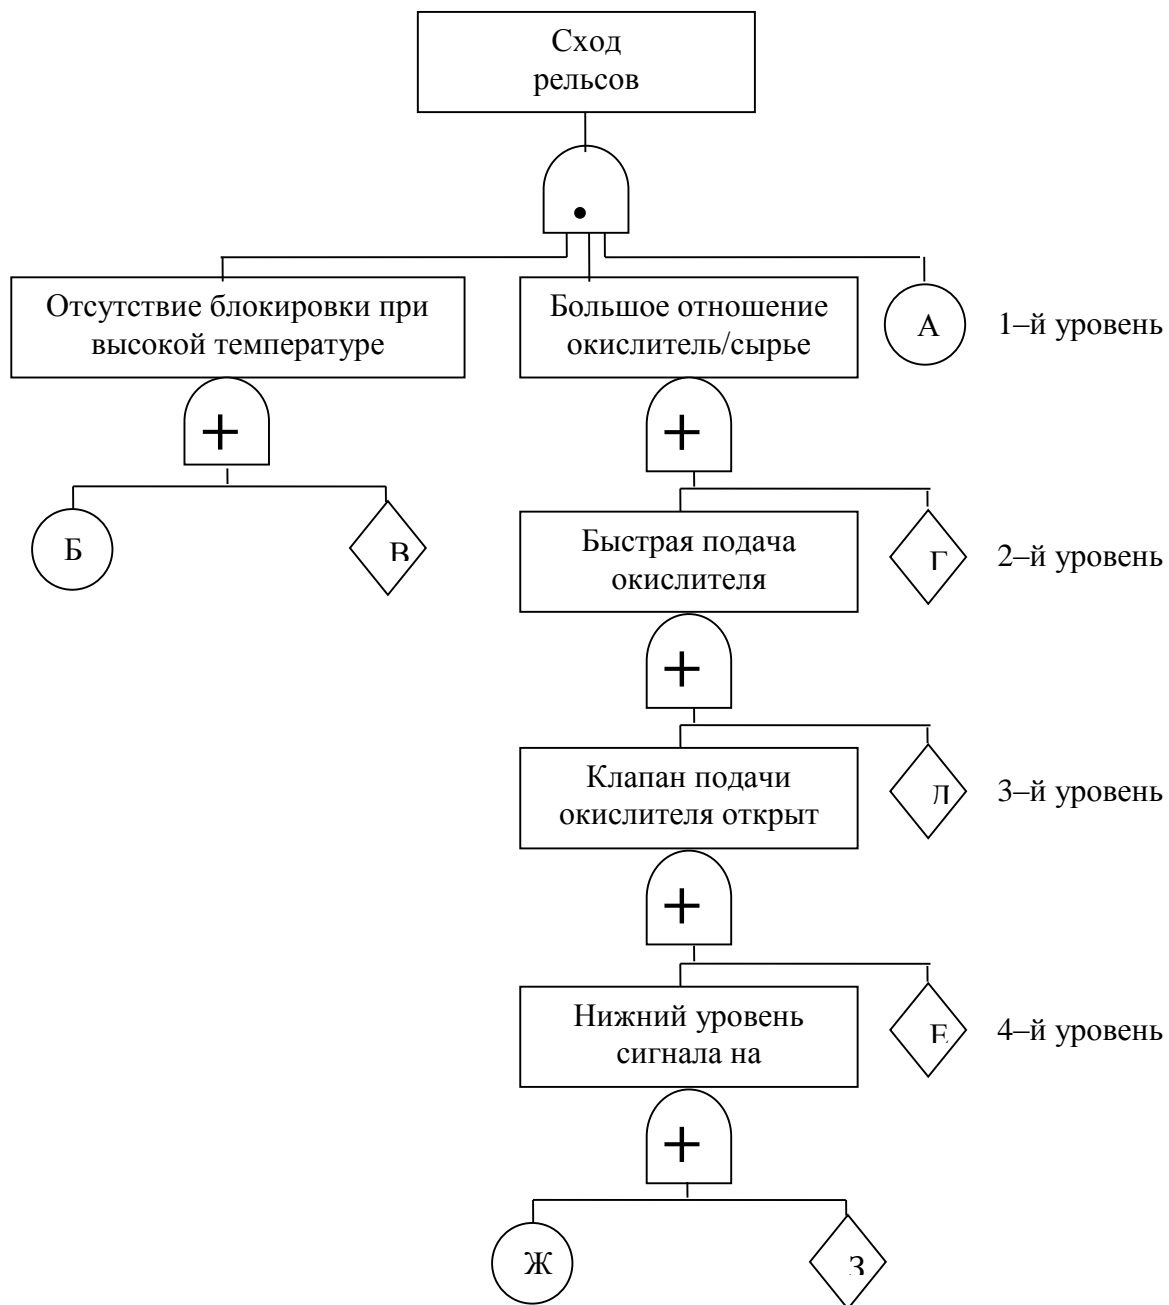 Сход
рельсов
Отсутствие блокировки при
высокой температуре
Большое отношение
окислитель/сырье
А
1–й уровень
Б
В
Быстрая подача
окислителя
Г
2–й уровень
Клапан подачи
окислителя открыт
Д
3–й уровень
Нижний уровень
сигнала на
Е
4–й уровень
Ж
З